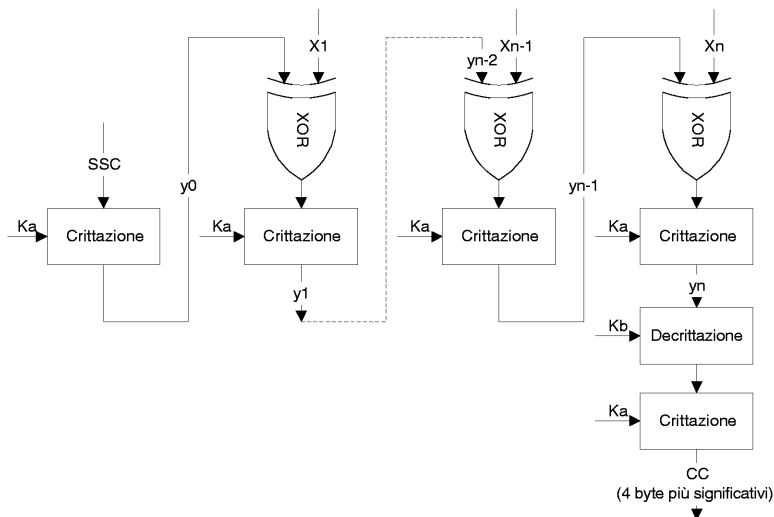 X1
Xn-1
Xn
yn-2
XOR
XOR
XOR
SSC
y0
yn-1
Ka
Crittazione
Ka
Crittazione
Ka
Crittazione
Ka
Crittazione
y1
yn
Kb
Decrittazione
Ka
Crittazione
CC
(4 byte più significativi)